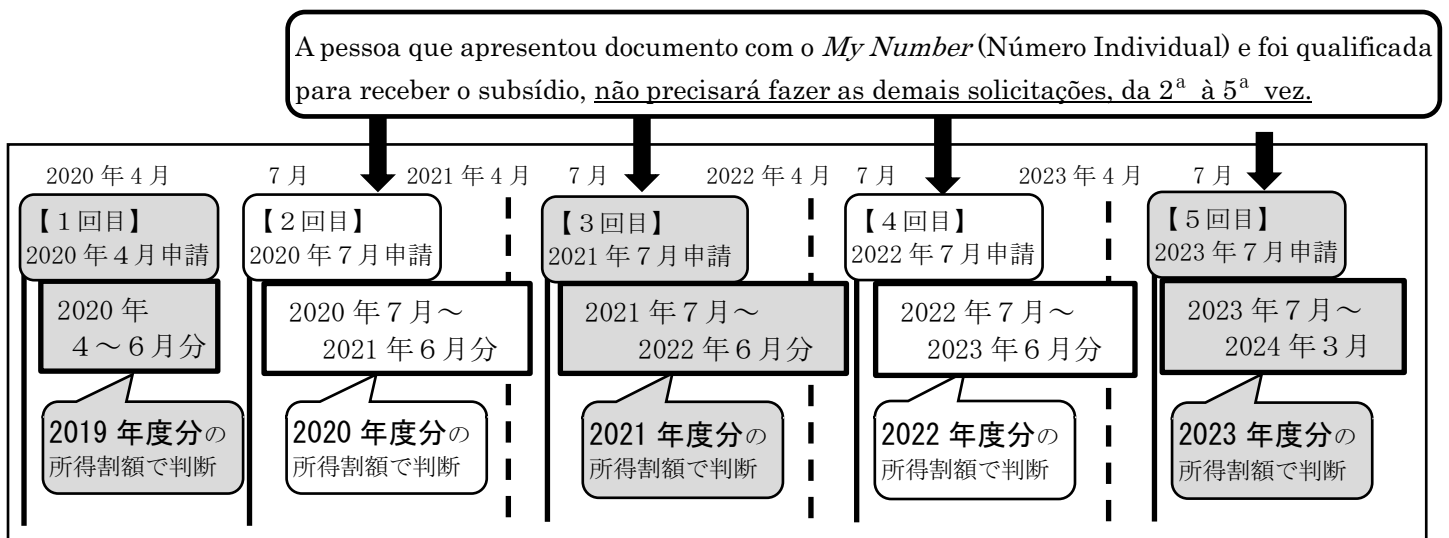 A pessoa que apresentou documento com o My Number (Número Individual) e foi qualificada
para receber o subsídio, não precisará fazer as demais solicitações, da 2ª à 5ª vez.
2020年4月
7月
2021年4月
7月
2022年4月
7月
2023年4月
7月
【1回目】
2020年4月申請
【2回目】
2020年7月申請
【3回目】
2021年7月申請
【4回目】
2022年7月申請
【5回目】
2023年7月申請
2020年
4~6月分
2020年7月~
2021年6月分
2021年7月~
2022年6月分
2022年7月~
2023年6月分
2023年7月~
2024年3月
2019年度分の
所得割額で判断
2020年度分の
所得割額で判断
2021年度分の
所得割額で判断
2022年度分の
所得割額で判断
2023年度分の
所得割額で判断